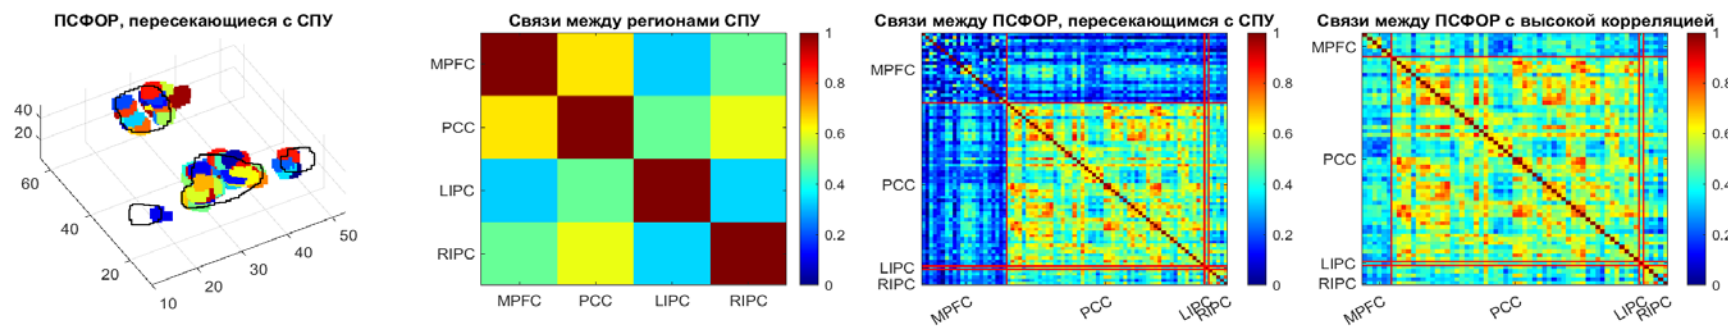 ПСФОР, пересекающиеся с СПУ
40
20
60
40
20
10
20
30
40
50
Связи между регионами СПУ
MPFC
PCC
LIPC
RIPC
MPFC
PCC
LIPC
RIPC
1
0.8
0.6
0.4
0.2
0
Связи между ПСФОР, пересекающимся с СПУ
MPFC
PCC
LIPC
RIPC
MPFC
PCC
LIPC
RIPC
1
0.8
0.6
0.4
0.2
0
Связи между ПСФОР с высокой корреляцией
MPFC
PCC
LIPC
RIPC
MPFC
PCC
LIPC
RIPC
1
0.8
0.6
0.4
0.2
0